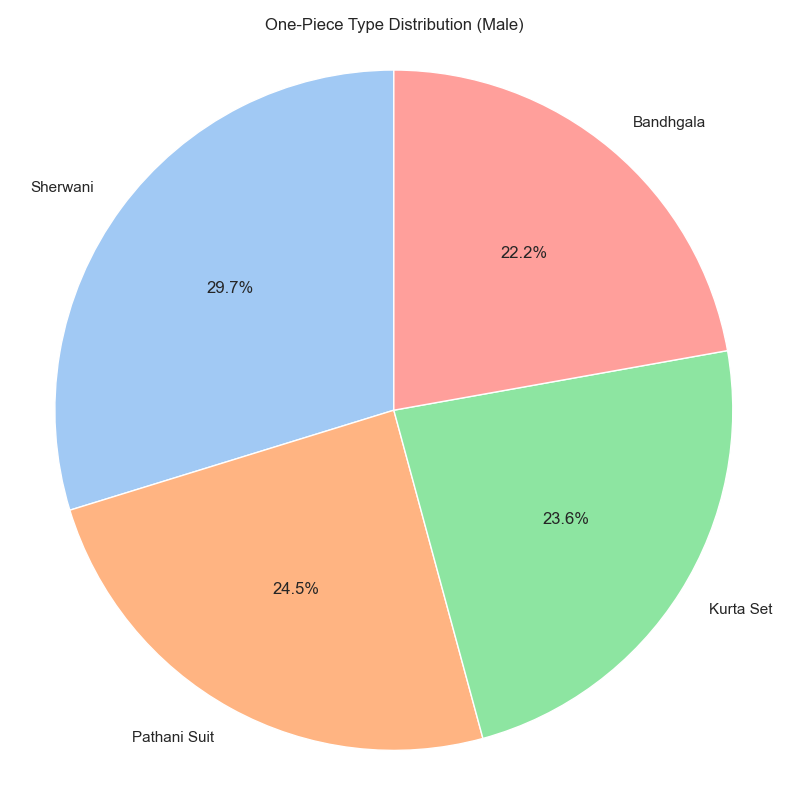 One-Piece Type Distribution (Male)
Bandhgala
Sherwani
22.2%
29.7%
23.6%
24.5%
Kurta Set
Pathani Suit